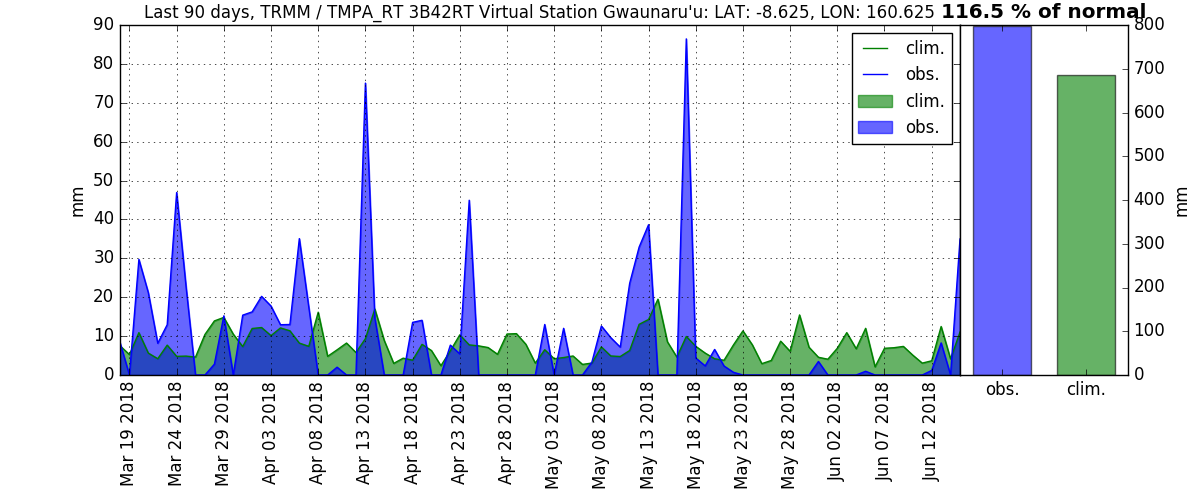 Last 90 days, TRMM / TMPA_RT 3B42RT Virtual Station Gwaunaru'u: LAT: -8.625, LON: 160.625 116.5 % of normal
90
80
70
60
50
40
30
20
10
0
mm
clim.
obs.
clim.
obs.
800
700
600
500
400
300
200
100
0
mm
obs. clim.
Mar 19 2018
Mar 24 2018
Mar 29 2018
Apr 03 2018
Apr 08 2018
Apr 13 2018
Apr 18 2018
Apr 23 2018
Apr 28 2018
May 03 2018
May 08 2018
May 13 2018
May 18 2018
May 23 2018
May 28 2018
Jun 02 2018
Jun 07 2018
Jun 12 2018